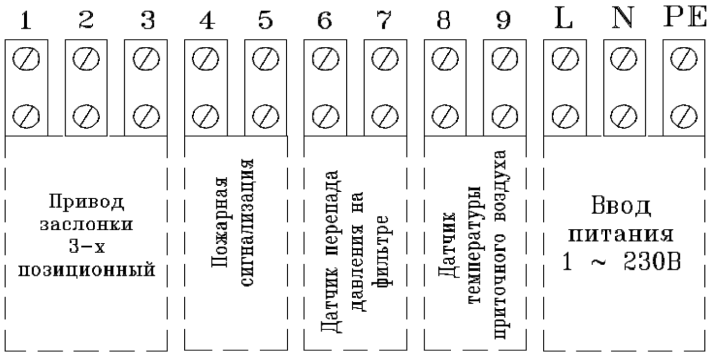 1 2 3 4 5 6 7 8 9 L N PE
Привод
заслонки
3-х
позиционный
Пожарная
сигнализация
Датчик перепада
давления на
фильтре
Датчик
температуры
приточного воздуха
Ввод
питания
1 ~ 230В